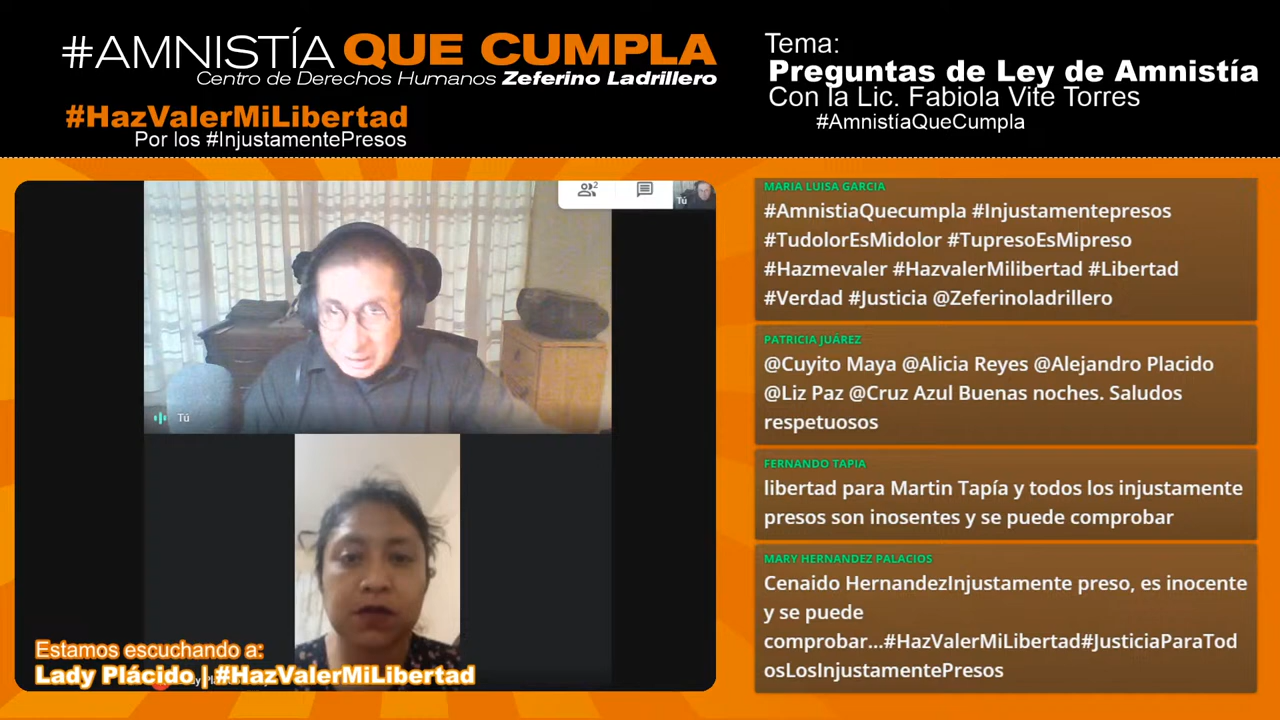 #AMNISTÍA QUE CUMPLA
Centro de Derechos Humanos Zeferino Ladrillero
#HazValerMiLibertad
Por los #InjustamentePresos
Tema:
Preguntas de Ley de Amnistía
Con la Lic. Fabiola Vite Torres
#AmnistíaQueCumpla
2
Tú
Tú
Estamos escuchando a:
Lady Plácido | #HazValerMiLibertad
MARIA LUISA GARCIA
#AmnistiaQuecumpla #Injustamentepresos
#TudolorEsMidolor #TupresoEsMipreso
#Hazmevaler #HazvalerMilibertad #Libertad
#Verdad #Justicia @Zeferinoladrillero
PATRICIA JUÁREZ
@Cuyito Maya @Alicia Reyes @Alejandro Placido
@Liz Paz @Cruz Azul Buenas noches. Saludos
respetuosos
FERNANDO TAPIA
libertad para Martin Tapía y todos los injustamente
presos son inosentes y se puede comprobar
MARY HERNANDEZ PALACIOS
Cenaido HernandezInjustamente preso, es inocente
y se puede
comprobar...#HazValerMiLibertad#JusticiaParaTod
osLosInjustamentePresos